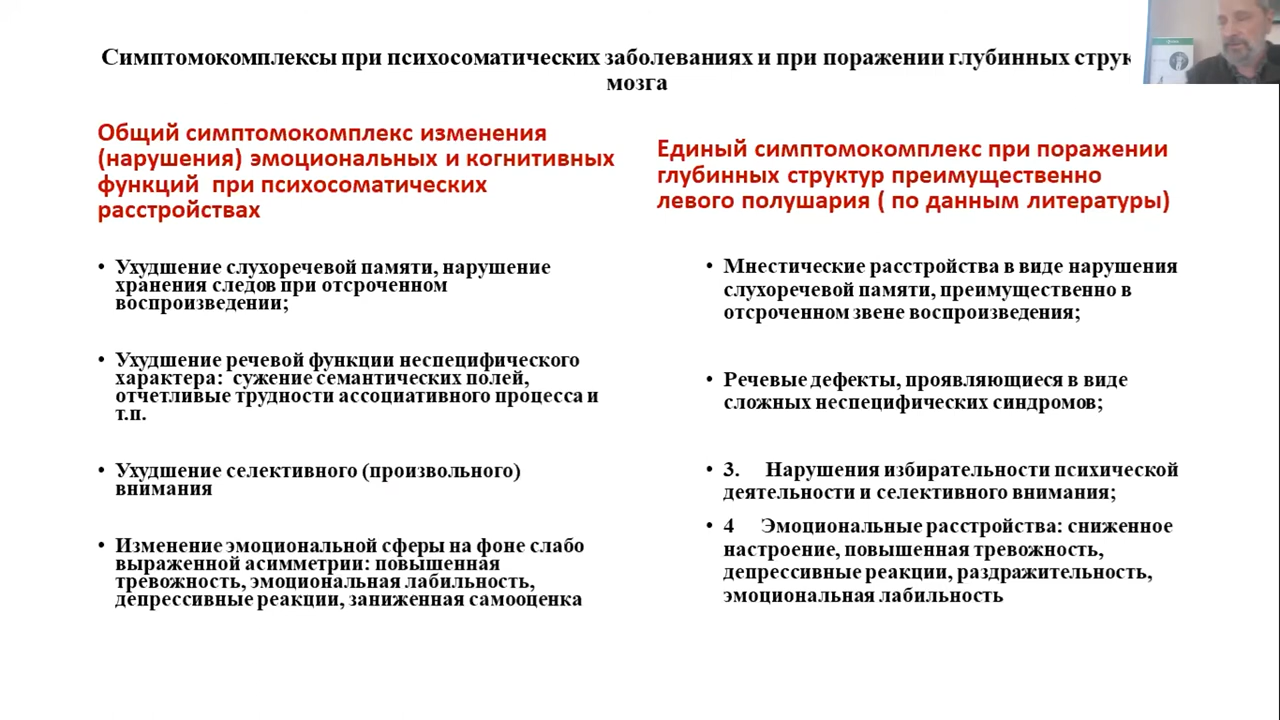 Симптомокомплексы при психосоматических заболеваниях и при поражении глубинных
мозга
Общий симптомокомплекс изменения
(нарушения) эмоциональных и когнитивных
функций при психосоматических
расстройствах
• Ухудшение слухоречевой памяти, нарушение
хранения следов при отсроченном
воспроизведении;
• Ухудшение речевой функции неспецифического
характера: сужение семантических полей,
отчетливые трудности ассоциативного процесса и
т.п.
• Ухудшение селективного (произвольного)
внимания
• Изменение эмоциональной сферы на фоне слабо
выраженной асимметрии: повышенная
тревожность, эмоциональная лабильность,
депрессивные реакции, заниженная самооценка
Единый симптомокомплекс при поражении
глубинных структур преимущественно
левого полушария ( по данным литературы)
• Мнестические расстройства в виде нарушения
слухоречевой памяти, преимущественно в
отсроченном звене воспроизведения;
• Речевые дефекты, проявляющиеся в виде
сложных неспецифических синдромов;
• 3. Нарушения избирательности психической
деятельности и селективного внимания;
• 4 Эмоциональные расстройства: сниженное
настроение, повышенная тревожность,
депрессивные реакции, раздражительность,
эмоциональная лабильность